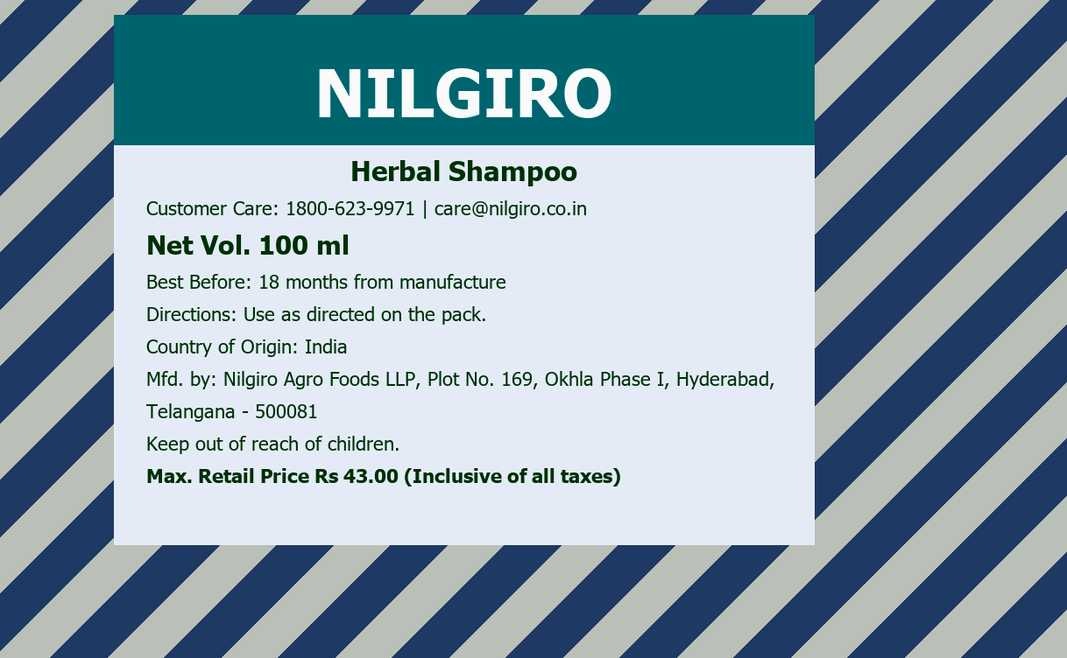 NILGIRO
Herbal Shampoo
Customer Care: 1800-623-9971 | care@nilgiro.co.in
Net Vol. 100 ml
Best Before: 18 months from manufacture
Directions: Use as directed on the pack.
Country of Origin: India
Mfd. by: Nilgiro Agro Foods LLP, Plot No. 169, Okhla Phase I, Hyderabad,
Telangana - 500081
Keep out of reach of children.
Max. Retail Price Rs 43.00 (Inclusive of all taxes)